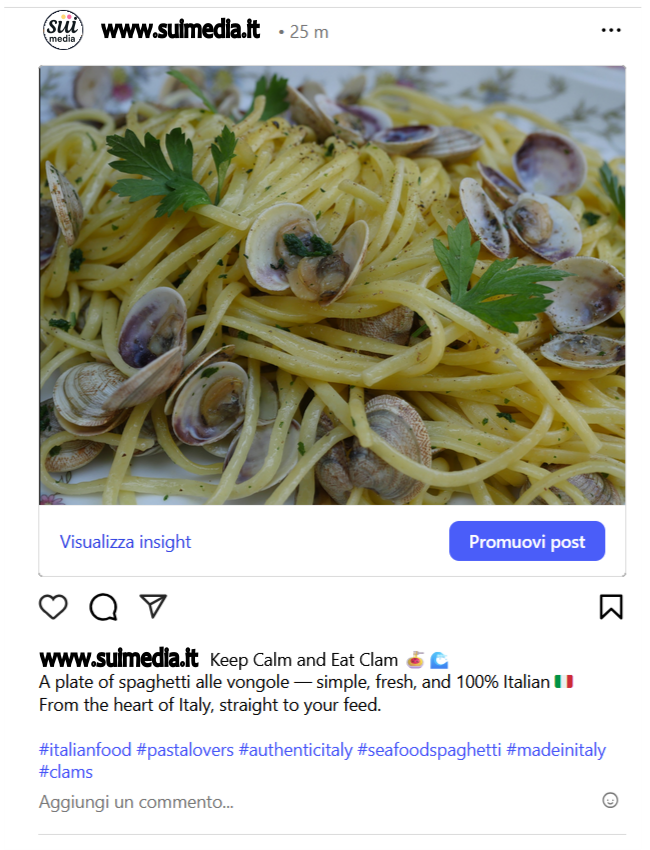 sui
media
www.suimedia.it • 25 m
Visualizza insight
Promuovi post
www.suimedia.it Keep Calm and Eat Clam 🍝 🌊
A plate of spaghetti alle vongole — simple, fresh, and 100% Italian 🇮🇹
From the heart of Italy, straight to your feed.
#italianfood #pastalovers #authenticitaly #seafoodspaghetti #madeinitaly
#clams
Aggiungi un commento...